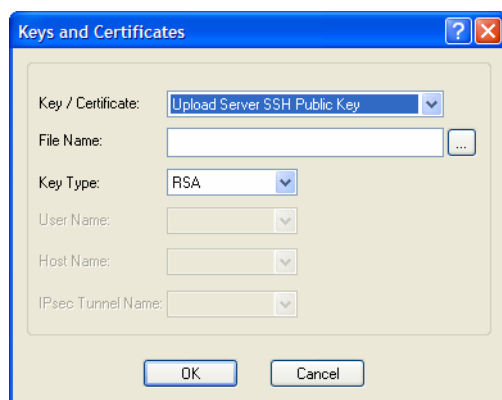 Keys and Certificates
Key / Certificate: Upload Server SSH Public Key
File Name: ...
Key Type: RSA
User Name:
Host Name:
IPsec Tunnel Name:
OK Cancel